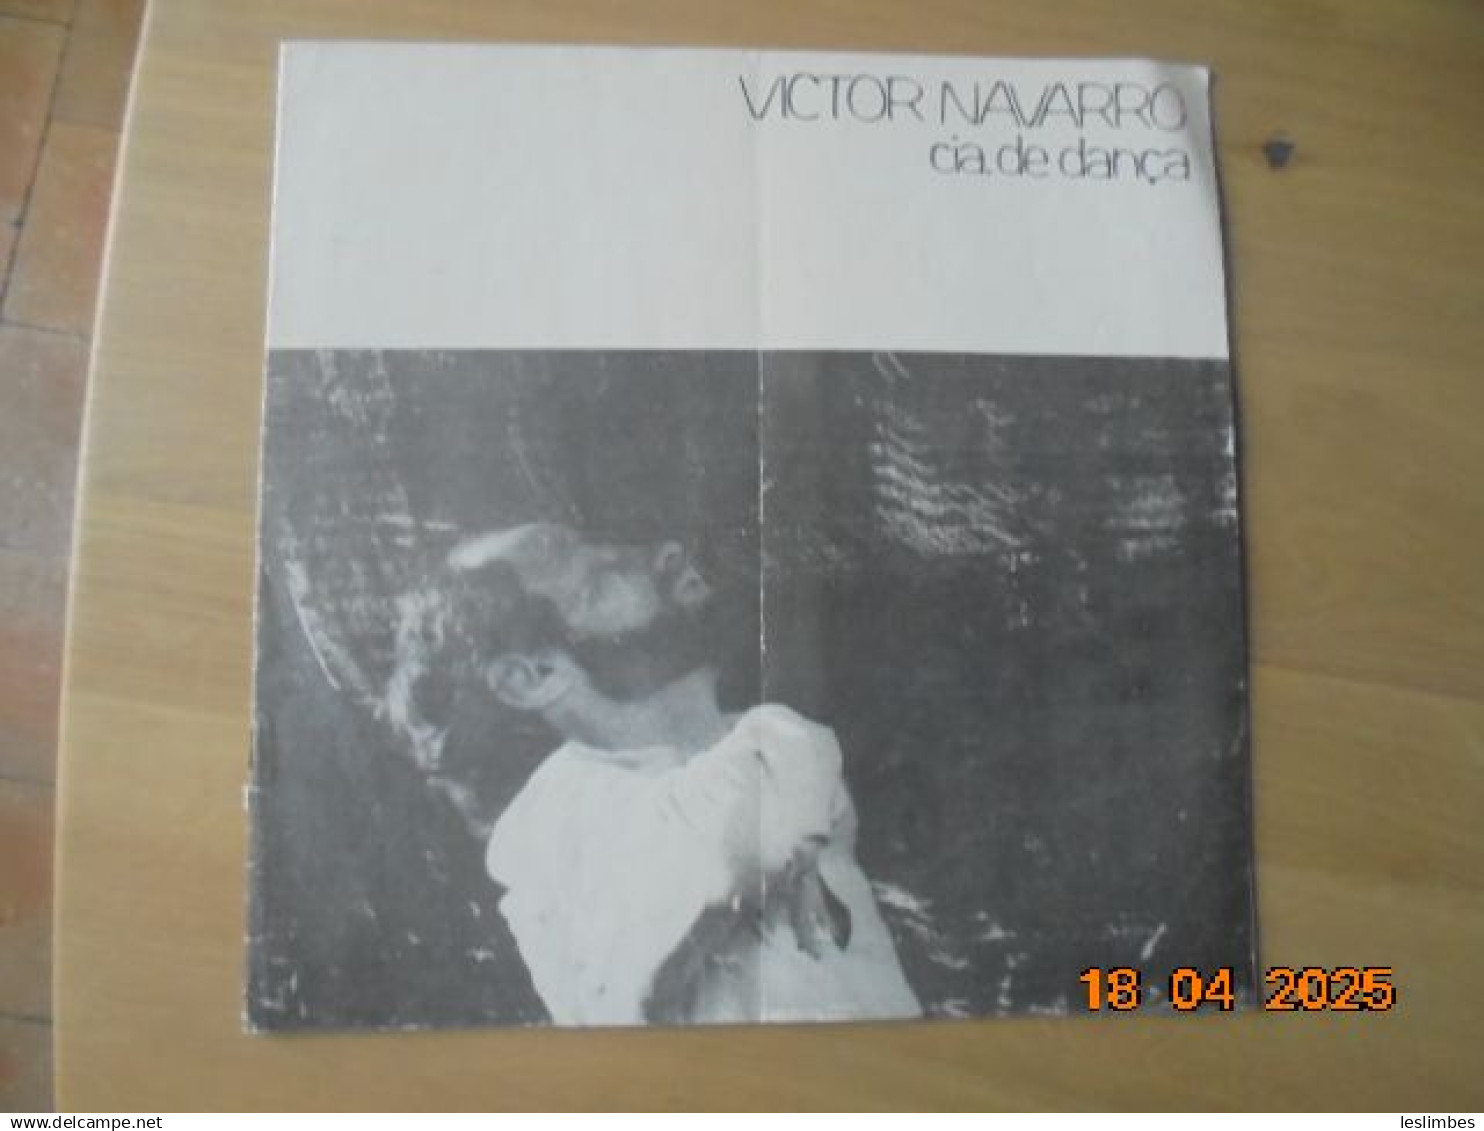 VICTOR NAVARRO
cia. de dança
18 04 2025
www.delcampe.net
leslimbes